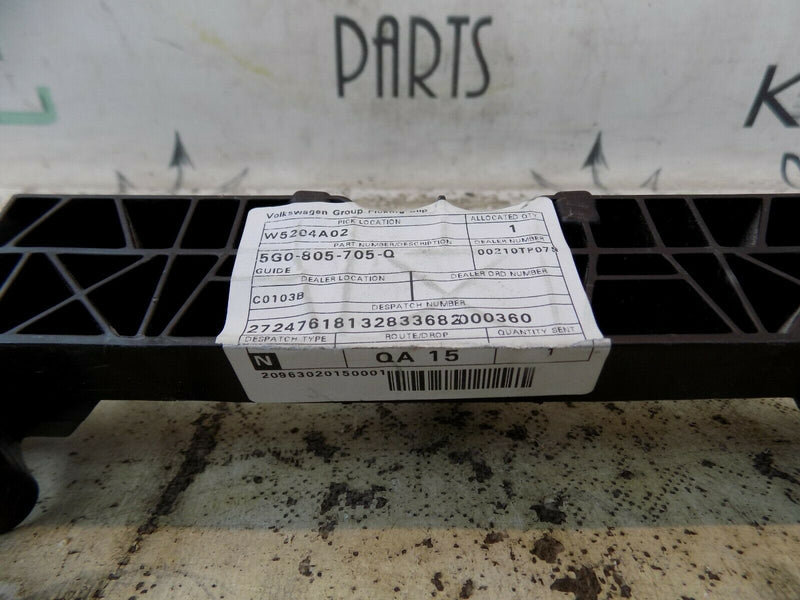 PARTS
K
Volkswagen Group Picking Slip
PICK LOCATION ALLOCATED QTY
W5204A02 1
PART NUMBER/DESCRIPTION DEALER NUMBER
5G0-805-705-Q 00210TP07S
GUIDE
DEALER LOCATION DEALER ORD NUMBER
C0103B
DESPATCH NUMBER
27247618132833682000360
DESPATCH TYPE ROUTE/DROP QUANTITY SENT
N QA 15 1
20963020150001